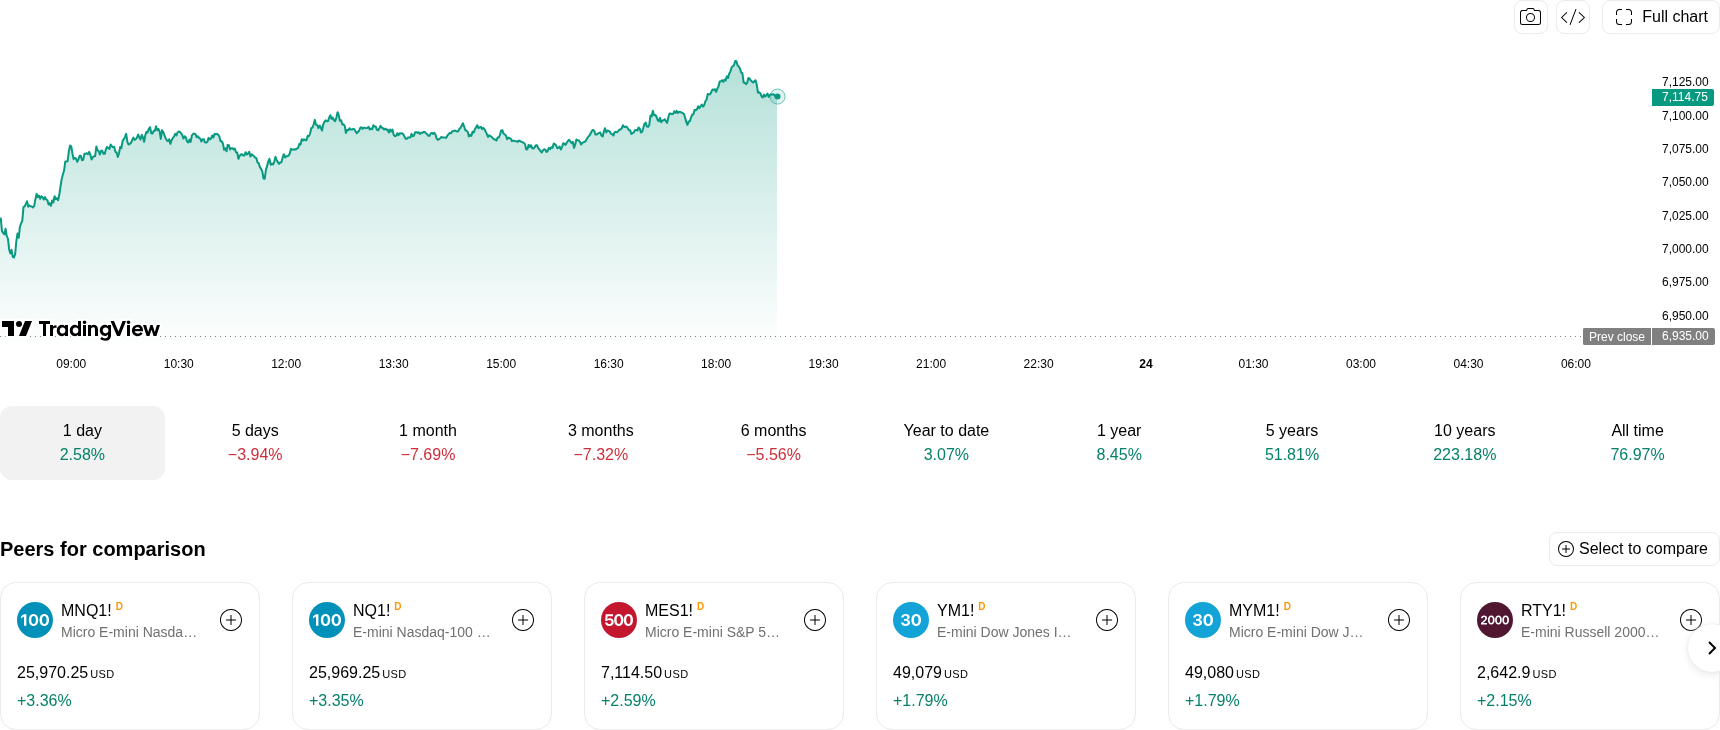 Full chart
7,125.00
7,114.75
7,100.00
7,075.00
7,050.00
7,025.00
7,000.00
6,975.00
6,950.00
TradingView
Prev close 6,935.00
09:00 10:30 12:00 13:30 15:00 16:30 18:00 19:30 21:00 22:30 24 01:30 03:00 04:30 06:00
1 day 5 days 1 month 3 months 6 months Year to date 1 year 5 years 10 years All time
2.58% −3.94% −7.69% −7.32% −5.56% 3.07% 8.45% 51.81% 223.18% 76.97%
Peers for comparison
Select to compare
100 MNQ1! D
Micro E-mini Nasda…
25,970.25 USD
+3.36%
100 NQ1! D
E-mini Nasdaq-100 …
25,969.25 USD
+3.35%
500 MES1! D
Micro E-mini S&P 5…
7,114.50 USD
+2.59%
30 YM1! D
E-mini Dow Jones I…
49,079 USD
+1.79%
30 MYM1! D
Micro E-mini Dow J…
49,080 USD
+1.79%
2000 RTY1! D
E-mini Russell 2000…
2,642.9 USD
+2.15%